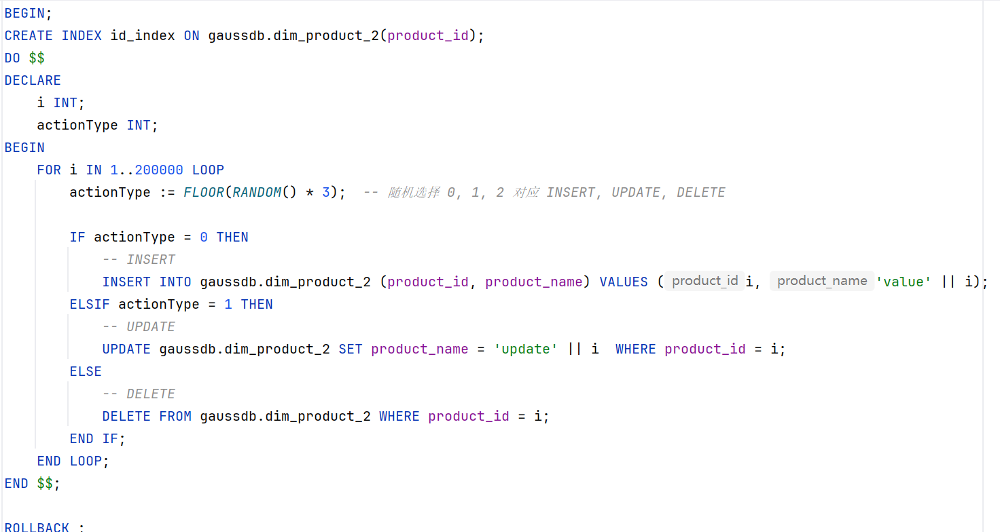 BEGIN;
CREATE INDEX id_index ON gaussdb.dim_product_2(product_id);
DO $$
DECLARE
    i INT;
    actionType INT;
BEGIN
    FOR i IN 1..200000 LOOP
        actionType := FLOOR(RANDOM() * 3);  -- 随机选择 0, 1, 2 对应 INSERT, UPDATE, DELETE
        IF actionType = 0 THEN
            -- INSERT
            INSERT INTO gaussdb.dim_product_2 (product_id, product_name) VALUES ( product_id i, product_name 'value' || i);
        ELSIF actionType = 1 THEN
            -- UPDATE
            UPDATE gaussdb.dim_product_2 SET product_name = 'update' || i  WHERE product_id = i;
        ELSE
            -- DELETE
            DELETE FROM gaussdb.dim_product_2 WHERE product_id = i;
        END IF;
    END LOOP;
END $$;
ROLLBACK ;